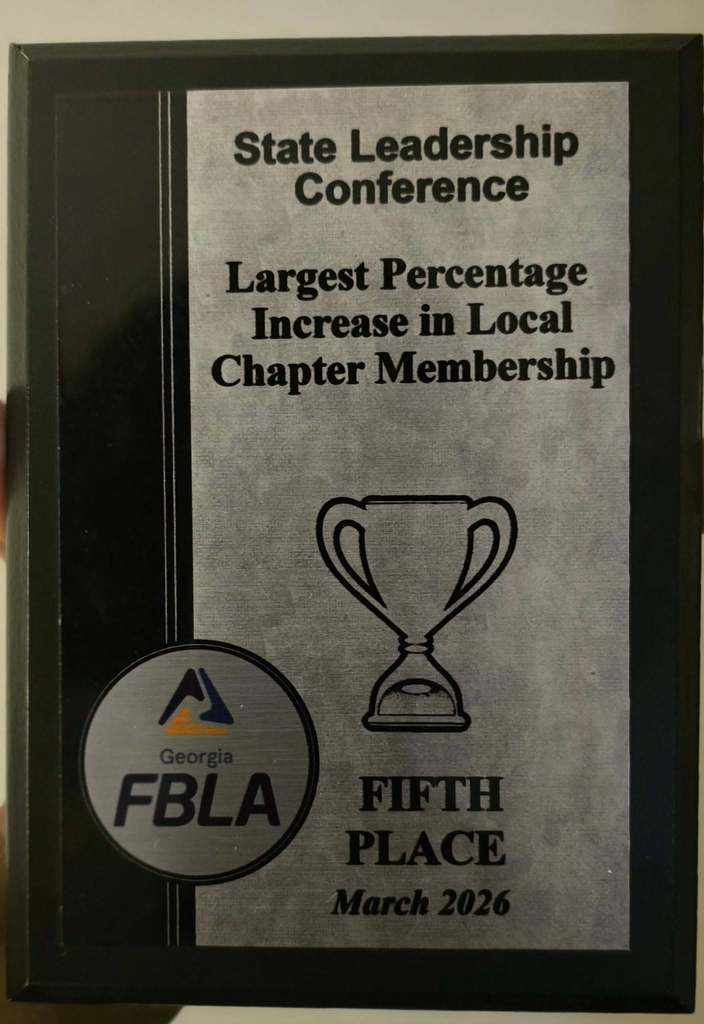 State Leadership
Conference
Largest Percentage
Increase in Local
Chapter Membership
Georgia
FBLA
FIFTH
PLACE
March 2026